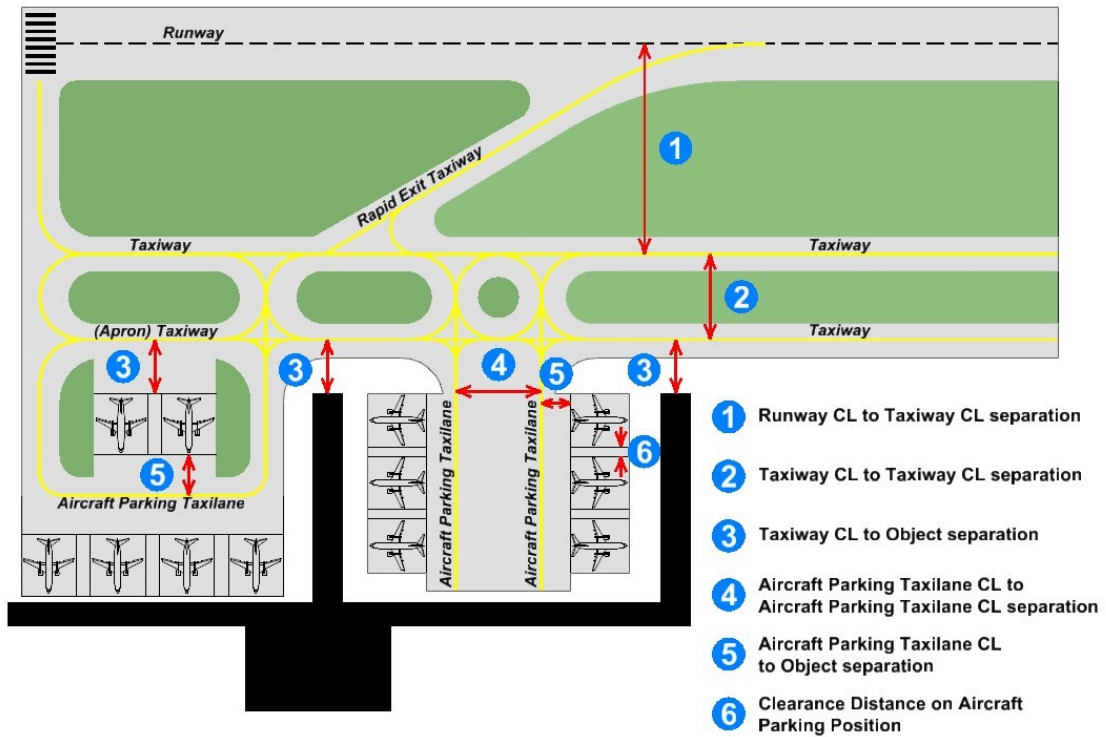 Runway
Rapid Exit Taxiway
1
Taxiway
Taxiway
2
(Apron) Taxiway
Taxiway
3
3
4
5
3
5
6
Aircraft Parking Taxilane
Aircraft Parking Taxilane
Aircraft Parking Taxilane
1 Runway CL to Taxiway CL separation
2 Taxiway CL to Taxiway CL separation
3 Taxiway CL to Object separation
4 Aircraft Parking Taxilane CL to
Aircraft Parking Taxilane CL separation
5 Aircraft Parking Taxilane CL
to Object separation
6 Clearance Distance on Aircraft
Parking Position